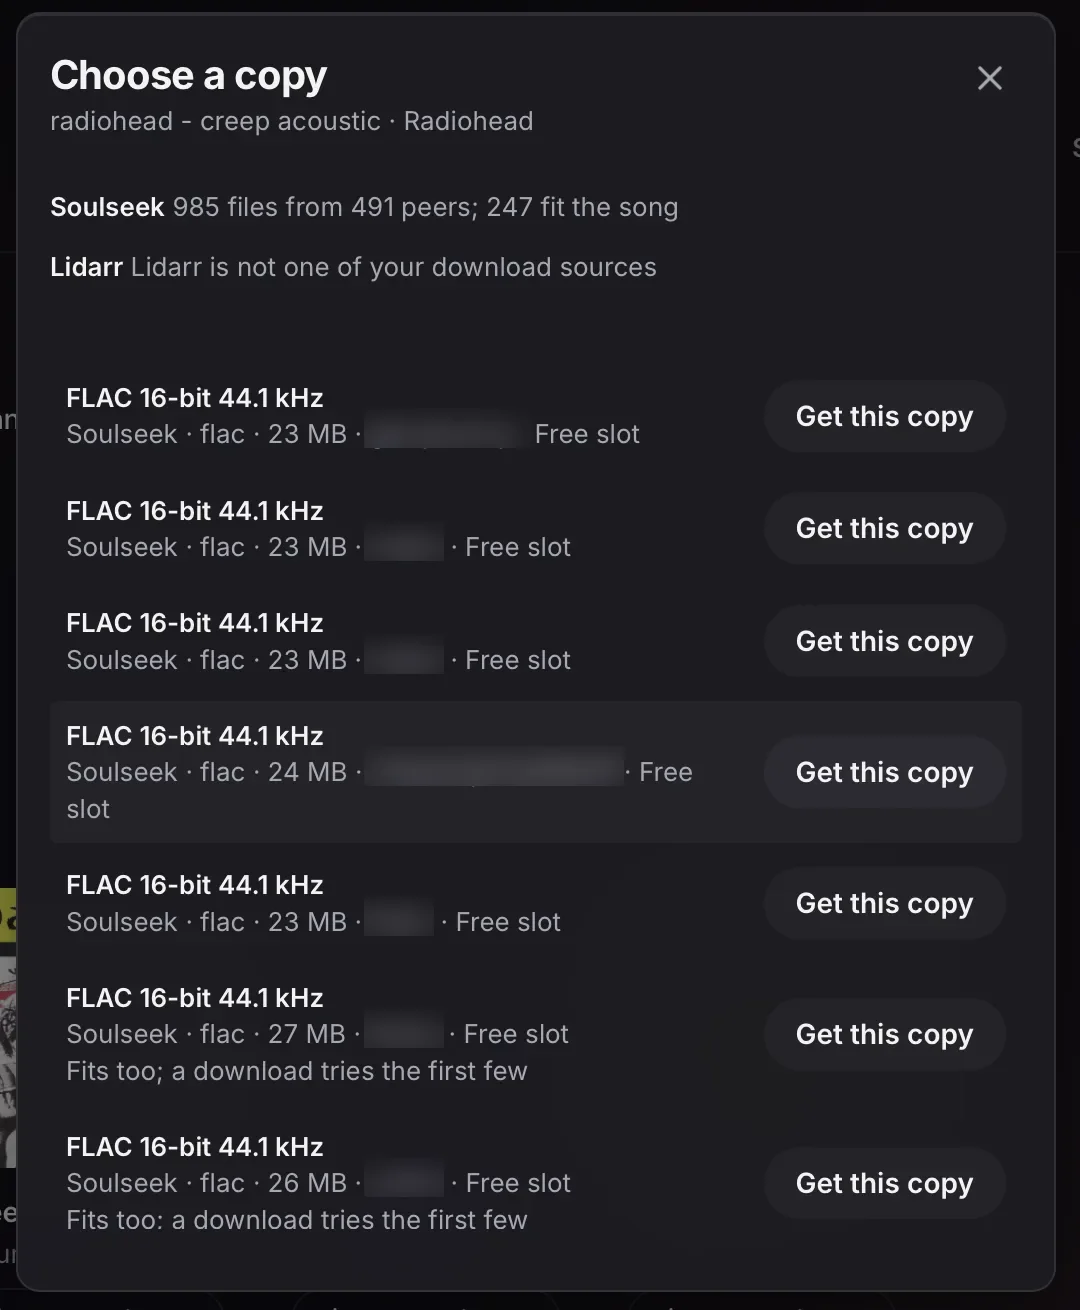 Choose a copy
radiohead - creep acoustic · Radiohead
Soulseek 985 files from 491 peers; 247 fit the song
Lidarr Lidarr is not one of your download sources
FLAC 16-bit 44.1 kHz
Soulseek · flac · 23 MB · Free slot
Get this copy
FLAC 16-bit 44.1 kHz
Soulseek · flac · 23 MB · · Free slot
Get this copy
FLAC 16-bit 44.1 kHz
Soulseek · flac · 23 MB · · Free slot
Get this copy
FLAC 16-bit 44.1 kHz
Soulseek · flac · 24 MB · · Free
slot
Get this copy
FLAC 16-bit 44.1 kHz
Soulseek · flac · 23 MB · · Free slot
Get this copy
FLAC 16-bit 44.1 kHz
Soulseek · flac · 27 MB · · Free slot
Fits too; a download tries the first few
Get this copy
FLAC 16-bit 44.1 kHz
Soulseek · flac · 26 MB · · Free slot
Fits too: a download tries the first few
Get this copy